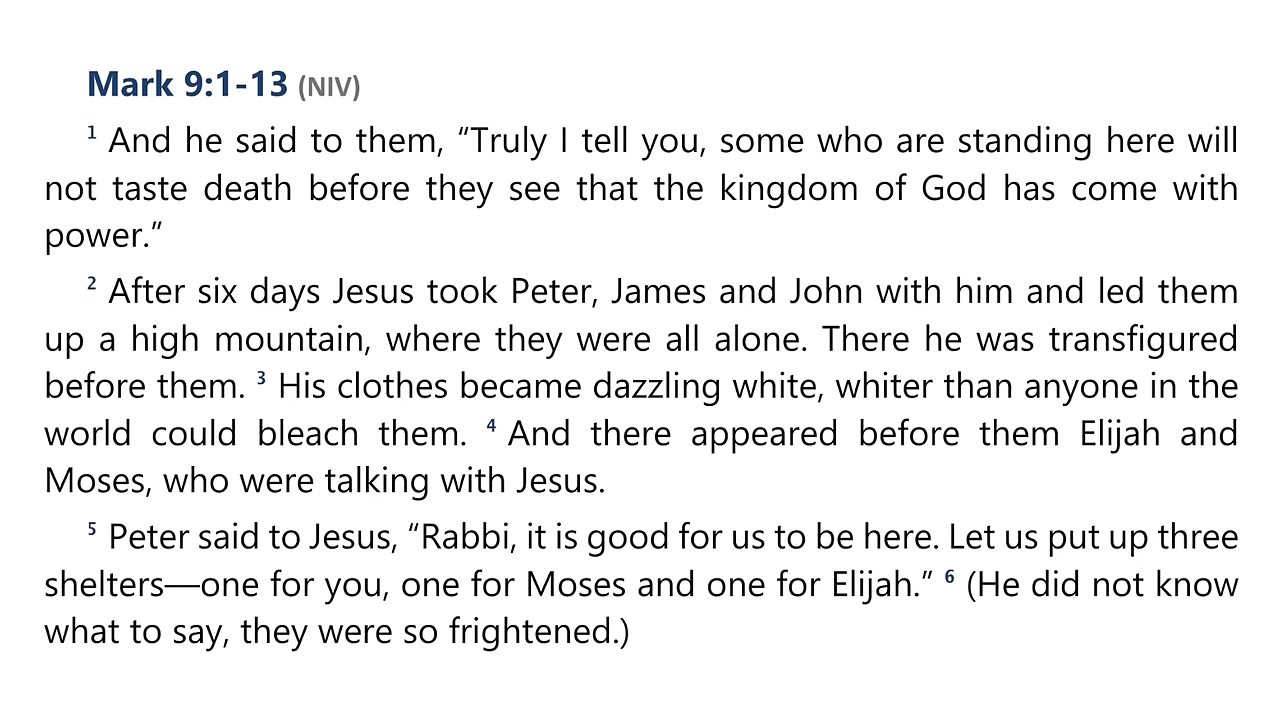 Mark 9:1-13 (NIV)
1 And he said to them, “Truly I tell you, some who are standing here will
not taste death before they see that the kingdom of God has come with
power.”
2 After six days Jesus took Peter, James and John with him and led them
up a high mountain, where they were all alone. There he was transfigured
before them. 3 His clothes became dazzling white, whiter than anyone in the
world could bleach them. 4 And there appeared before them Elijah and
Moses, who were talking with Jesus.
5 Peter said to Jesus, “Rabbi, it is good for us to be here. Let us put up three
shelters—one for you, one for Moses and one for Elijah.” 6 (He did not know
what to say, they were so frightened.)